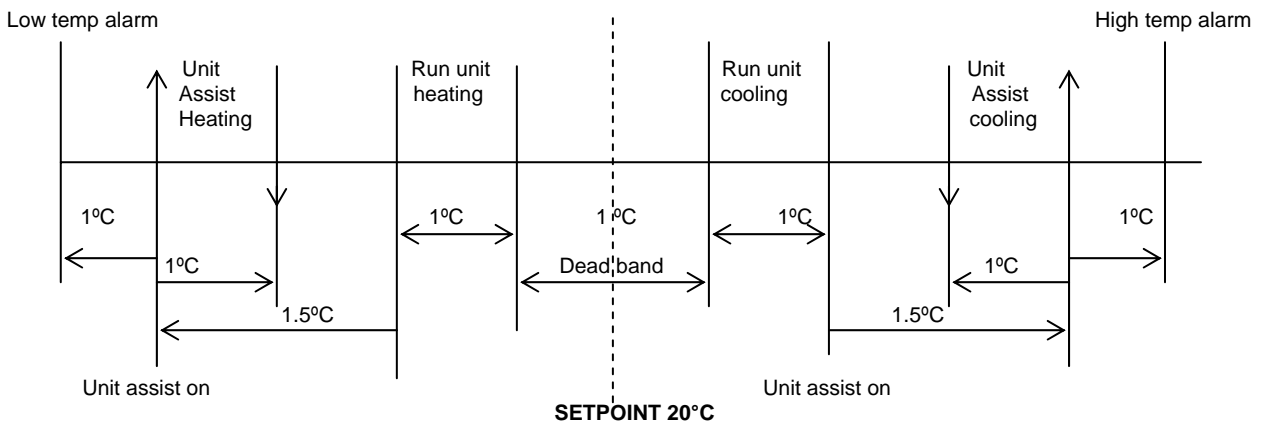 Low temp alarm
High temp alarm
Unit
Assist
Heating
Run unit
heating
Run unit
cooling
Unit
Assist
cooling
1ºC
1ºC
1 ºC
1ºC
1ºC
1ºC
Dead band
1ºC
1.5ºC
1.5ºC
Unit assist on
Unit assist on
SETPOINT 20°C